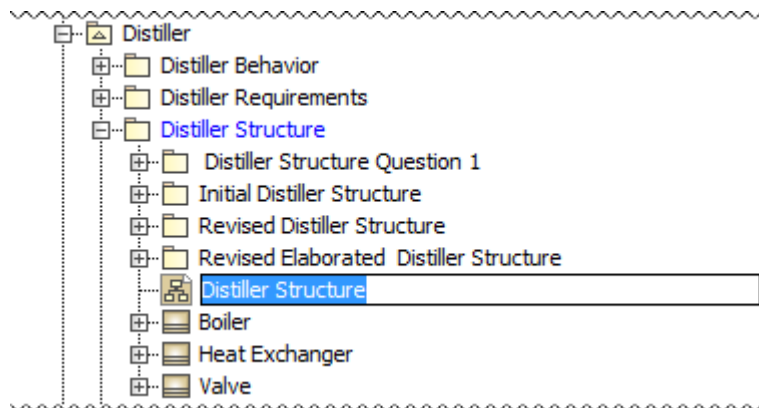 Distiller
Distiller Behavior
Distiller Requirements
Distiller Structure
Distiller Structure Question 1
Initial Distiller Structure
Revised Distiller Structure
Revised Elaborated  Distiller Structure
Distiller Structure
Boiler
Heat Exchanger
Valve